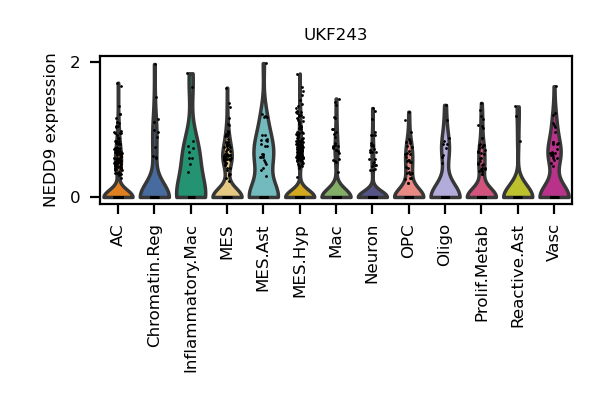 UKF243
NEDD9 expression
2
0
AC
Chromatin.Reg
Inflammatory.Mac
MES
MES.Ast
MES.Hyp
Mac
Neuron
OPC
Oligo
Prolif.Metab
Reactive.Ast
Vasc